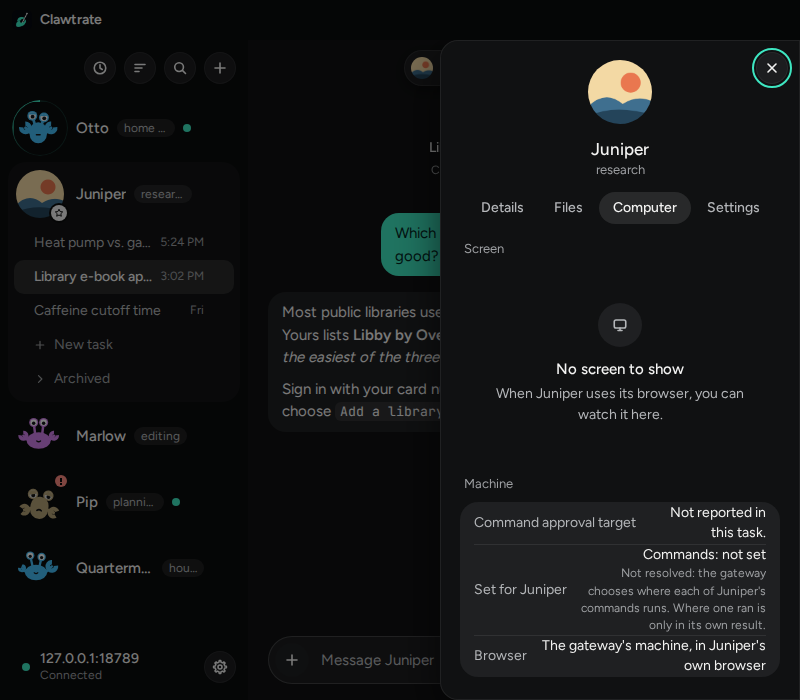 Clawtrate
Otto home ...
Juniper resear...
Heat pump vs. ga... 5:24 PM
Library e-book ap... 3:02 PM
Caffeine cutoff time Fri
+ New task
> Archived
Marlow editing
Pip planni...
Quarterm... hou...
127.0.0.1:18789
Connected
Li
C
Which
good?
Most public libraries use
Yours lists Libby by Ove
the easiest of the three
Sign in with your card n
choose Add a library
Message Juniper
Juniper
research
Details Files Computer Settings
Screen
No screen to show
When Juniper uses its browser, you can
watch it here.
Machine
Command approval target Not reported in
this task.
Set for Juniper Commands: not set
Not resolved: the gateway
chooses where each of Juniper's
commands runs. Where one ran is
only in its own result.
Browser The gateway's machine, in Juniper's
own browser